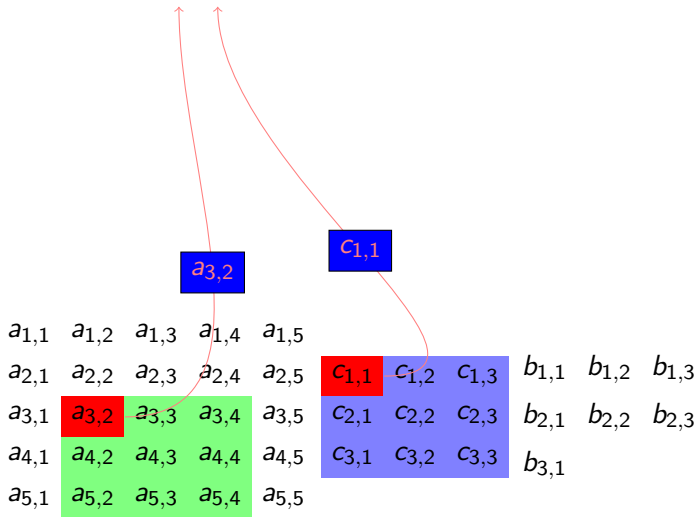 a3,2
c1,1
a1,1 a1,2 a1,3 a1,4 a1,5
a2,1 a2,2 a2,3 a2,4 a2,5
a3,1 a3,2 a3,3 a3,4 a3,5
a4,1 a4,2 a4,3 a4,4 a4,5
a5,1 a5,2 a5,3 a5,4 a5,5
c1,1 c1,2 c1,3
c2,1 c2,2 c2,3
c3,1 c3,2 c3,3
b1,1 b1,2 b1,3
b2,1 b2,2 b2,3
b3,1